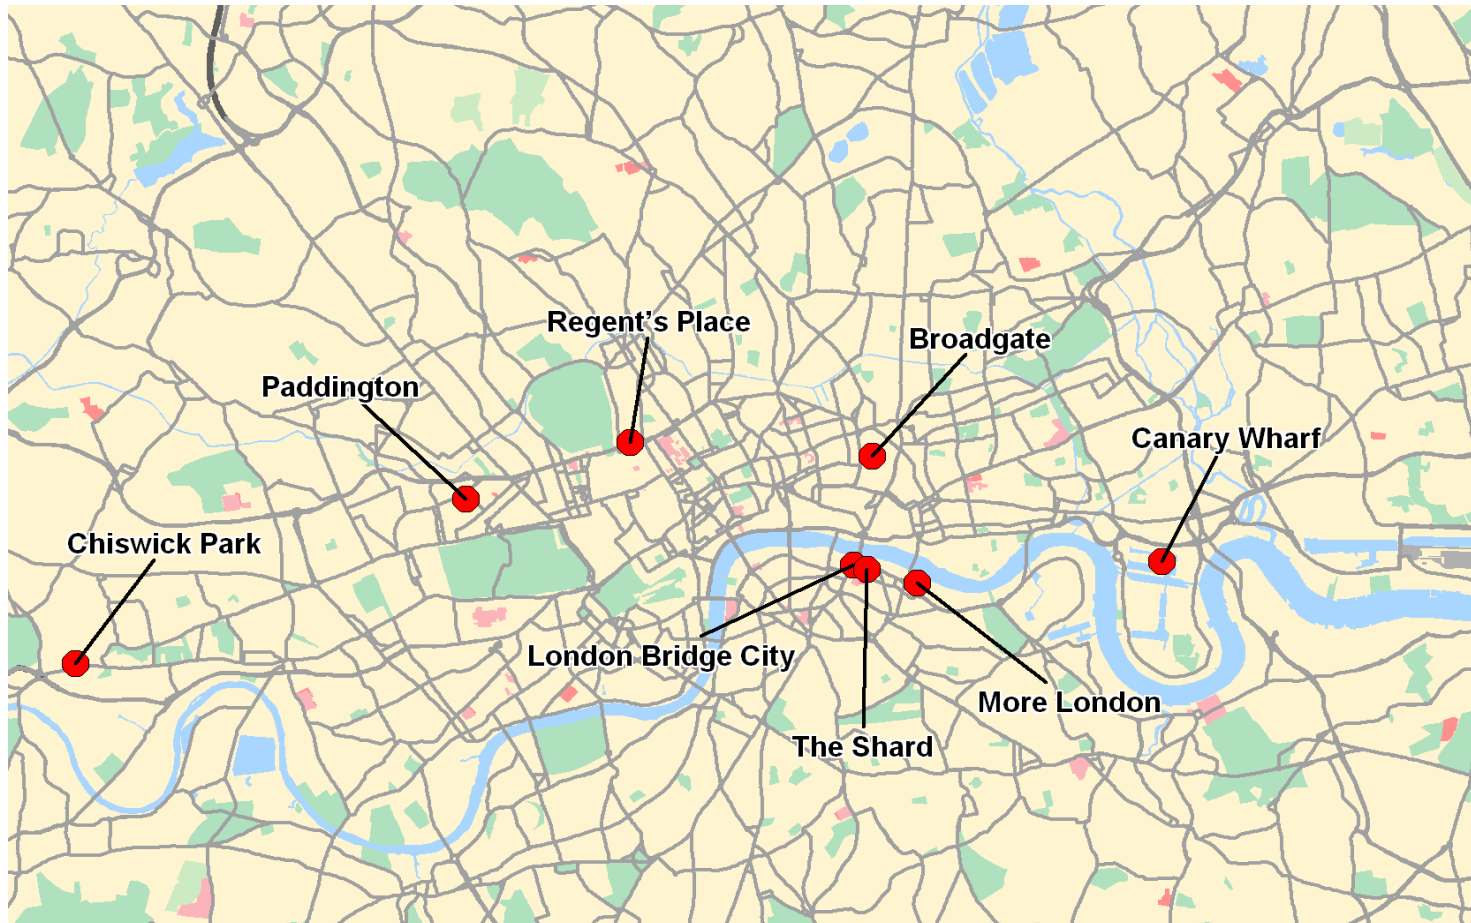 Regent’s Place
Broadgate
Paddington
Canary Wharf
Chiswick Park
London Bridge City
More London
The Shard